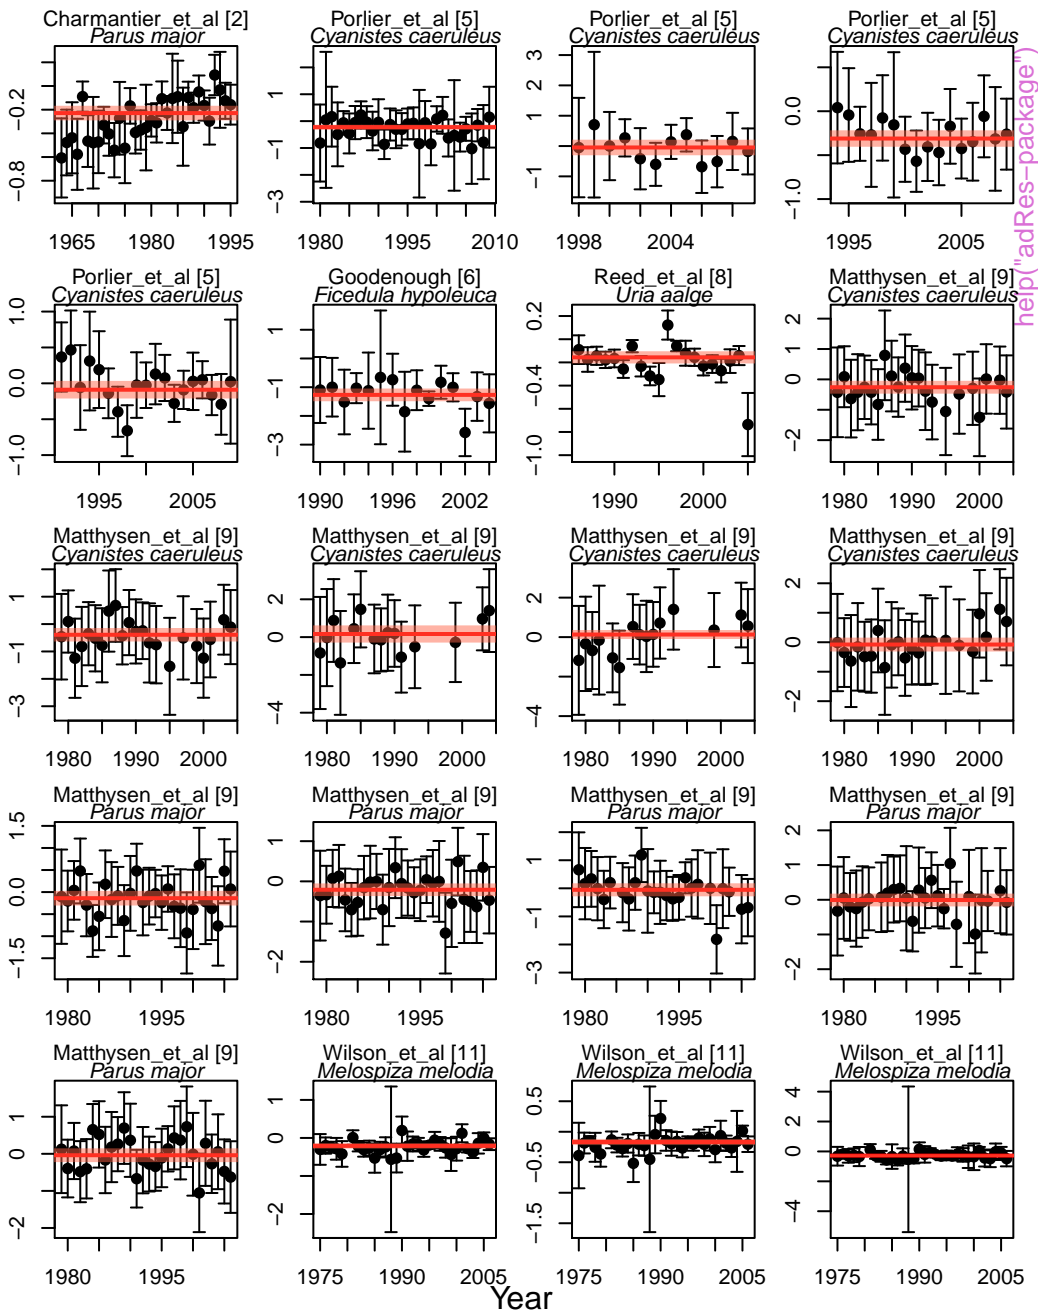 Charmantier_et_al [2]
Parus major
−0.2
−0.8
1965 1980 1995
Porlier_et_al [5]
Cyanistes caeruleus
1
−1
−3
1980 1995 2010
Porlier_et_al [5]
Cyanistes caeruleus
3
2
1
−1
1998 2004
Porlier_et_al [5]
Cyanistes caeruleus
0.0
−1.0
1995 2005
help("adRes−package")
Porlier_et_al [5]
Cyanistes caeruleus
1.0
0.0
−1.0
1995 2005
Goodenough [6]
Ficedula hypoleuca
1
−1
−3
1990 1996 2002
Reed_et_al [8]
Uria aalge
0.2
−0.4
−1.0
1990 2000
Matthysen_et_al [9]
Cyanistes caeruleus
2
0
−2
1980 1990 2000
Matthysen_et_al [9]
Cyanistes caeruleus
1
−1
−3
1980 1990 2000
Matthysen_et_al [9]
Cyanistes caeruleus
2
0
−4
1980 1990 2000
Matthysen_et_al [9]
Cyanistes caeruleus
2
0
−4
1980 1990 2000
Matthysen_et_al [9]
Cyanistes caeruleus
2
0
−2
1980 1990 2000
Matthysen_et_al [9]
Parus major
1.5
0.0
−1.5
1980 1995
Matthysen_et_al [9]
Parus major
1
0
−2
1980 1995
Matthysen_et_al [9]
Parus major
1
−1
−3
1980 1995
Matthysen_et_al [9]
Parus major
2
0
−2
1980 1995
Matthysen_et_al [9]
Parus major
1
0
−2
1980 1995
Wilson_et_al [11]
Melospiza melodia
1
0
−2
1975 1990 2005
Wilson_et_al [11]
Melospiza melodia
0.5
−0.5
−1.5
1975 1990 2005
Wilson_et_al [11]
Melospiza melodia
4
2
0
−4
1975 1990 2005
Year